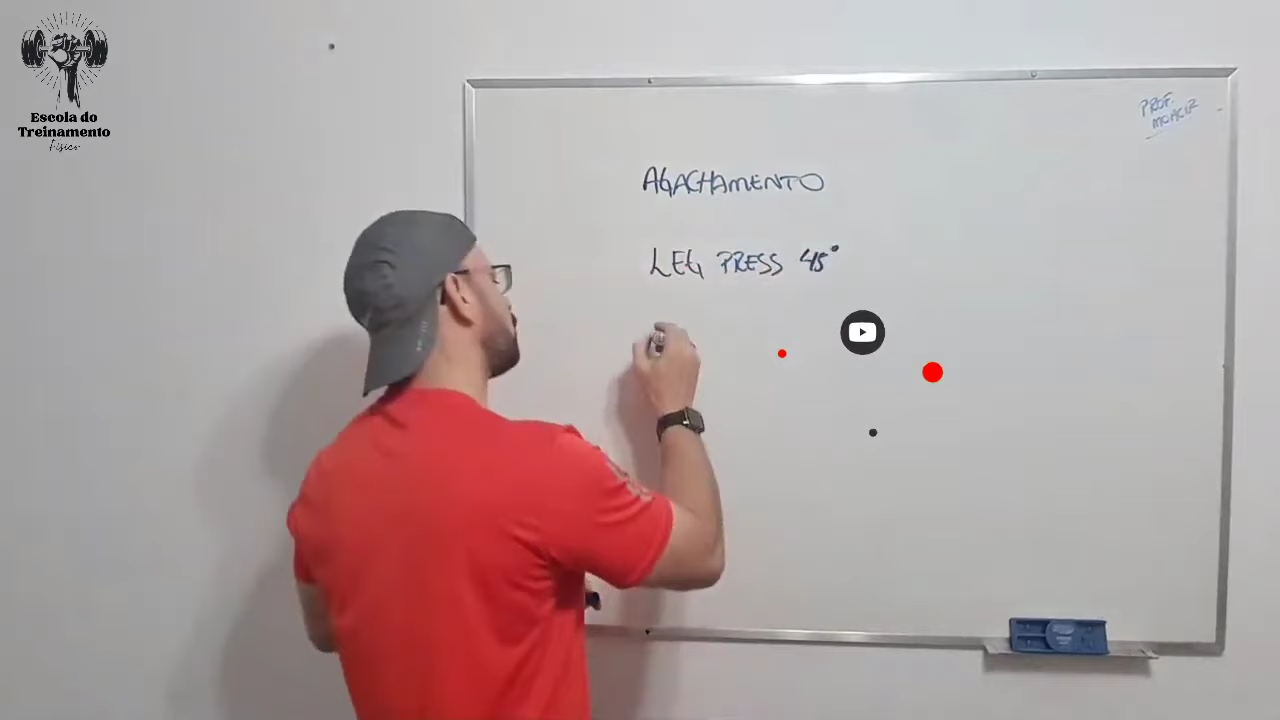 Escola do
Treinamento
Físico
PROF.
MOACIR
AGACHAMENTO
LEG PRESS 45°